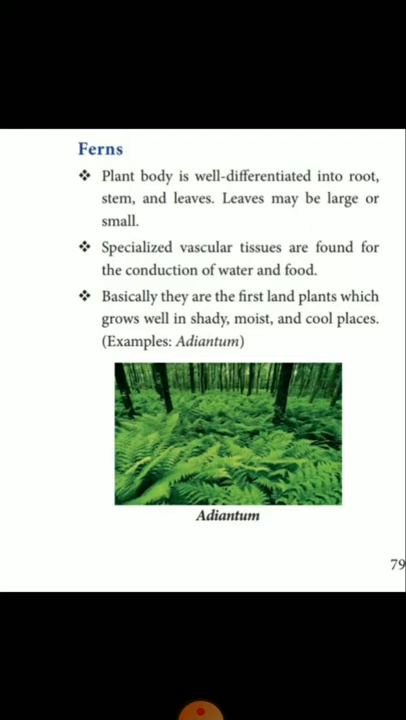 Ferns
❖ Plant body is well-differentiated into root,
stem, and leaves. Leaves may be large or
small.
❖ Specialized vascular tissues are found for
the conduction of water and food.
❖ Basically they are the first land plants which
grows well in shady, moist, and cool places.
(Examples: Adiantum)
Adiantum
79